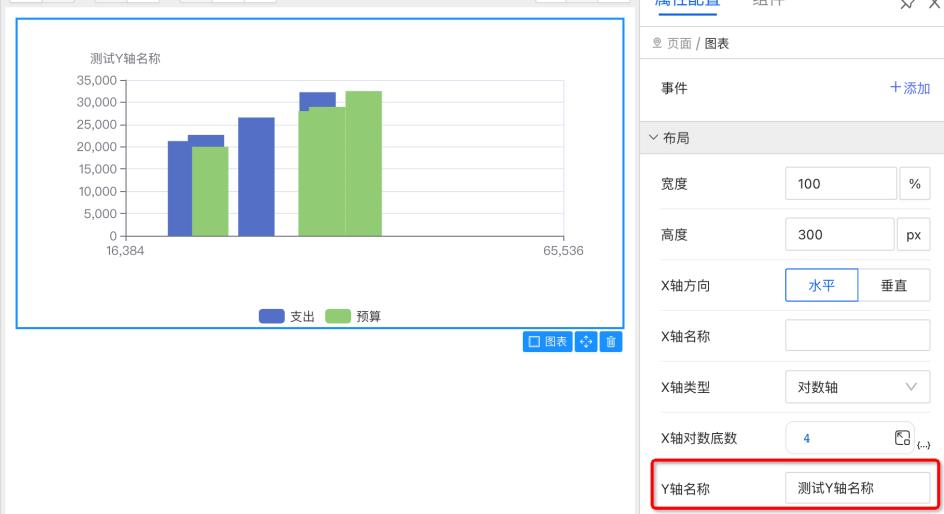 属性配置 组件
页面 / 图表
事件 +添加
布局
宽度 100 %
高度 300 px
X轴方向 水平 垂直
X轴名称
X轴类型 对数轴
X轴对数底数 4 {...}
Y轴名称 测试Y轴名称
测试Y轴名称
35,000
30,000
25,000
20,000
15,000
10,000
5,000
0
16,384 65,536
支出 预算
图表